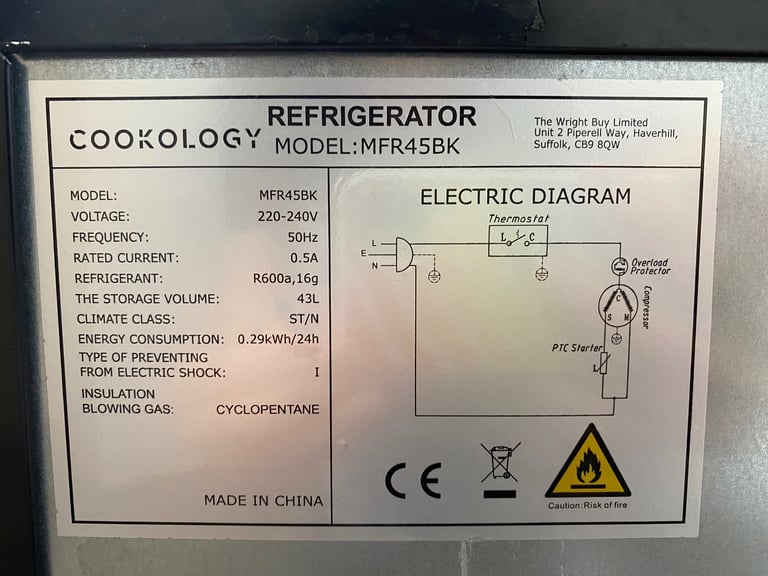 COOKOLOGY
REFRIGERATOR
MODEL:MFR45BK
The Wright Buy Limited
Unit 2 Piperell Way, Haverhill,
Suffolk, CB9 8QW
MODEL: MFR45BK
VOLTAGE: 220-240V
FREQUENCY: 50Hz
RATED CURRENT: 0.5A
REFRIGERANT: R600a,16g
THE STORAGE VOLUME: 43L
CLIMATE CLASS: ST/N
ENERGY CONSUMPTION: 0.29kWh/24h
TYPE OF PREVENTING
FROM ELECTRIC SHOCK: I
INSULATION
BLOWING GAS: CYCLOPENTANE
MADE IN CHINA
ELECTRIC DIAGRAM
Thermostat
L C
L
E
N
Overload
Protector
Compressor
C
S M
PTC Starter
CE
Caution:Risk of fire